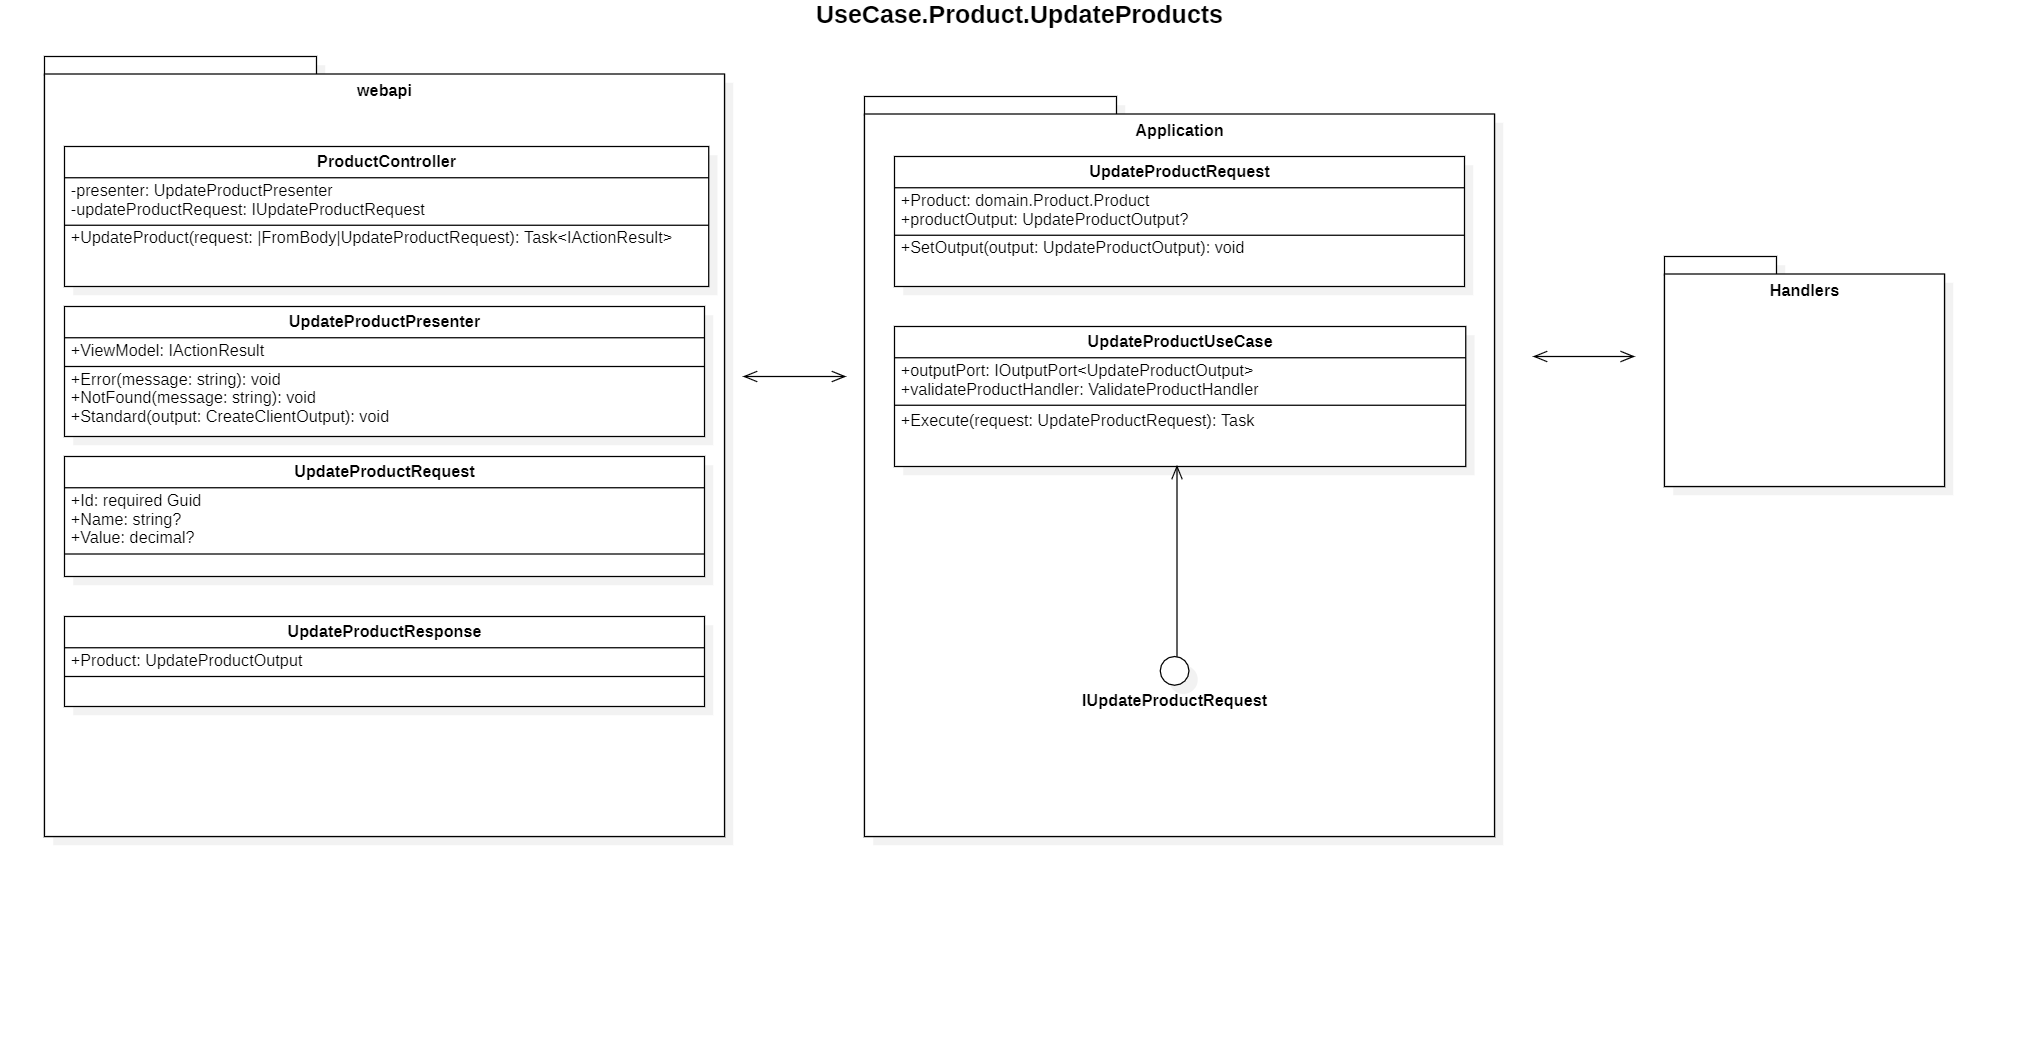 UseCase.Product.UpdateProducts
webapi
ProductController
-presenter: UpdateProductPresenter
-updateProductRequest: IUpdateProductRequest
+UpdateProduct(request: |FromBody|UpdateProductRequest): Task<IActionResult>
UpdateProductPresenter
+ViewModel: IActionResult
+Error(message: string): void
+NotFound(message: string): void
+Standard(output: CreateClientOutput): void
UpdateProductRequest
+Id: required Guid
+Name: string?
+Value: decimal?
UpdateProductResponse
+Product: UpdateProductOutput
Application
UpdateProductRequest
+Product: domain.Product.Product
+productOutput: UpdateProductOutput?
+SetOutput(output: UpdateProductOutput): void
UpdateProductUseCase
+outputPort: IOutputPort<UpdateProductOutput>
+validateProductHandler: ValidateProductHandler
+Execute(request: UpdateProductRequest): Task
IUpdateProductRequest
Handlers